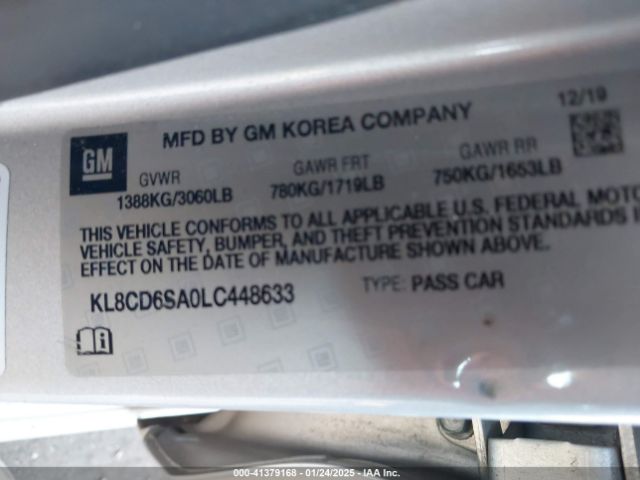 12/19
MFD BY GM KOREA COMPANY
GM
GVWR GAWR FRT GAWR RR
1388KG/3060LB 780KG/1719LB 750KG/1653LB
THIS VEHICLE CONFORMS TO ALL APPLICABLE U.S. FEDERAL MOTO
VEHICLE SAFETY, BUMPER, AND THEFT PREVENTION STANDARDS I
EFFECT ON THE DATE OF MANUFACTURE SHOWN ABOVE.
KL8CD6SA0LC448633 TYPE: PASS CAR
000-41379168 - 01/24/2025 - IAA Inc.